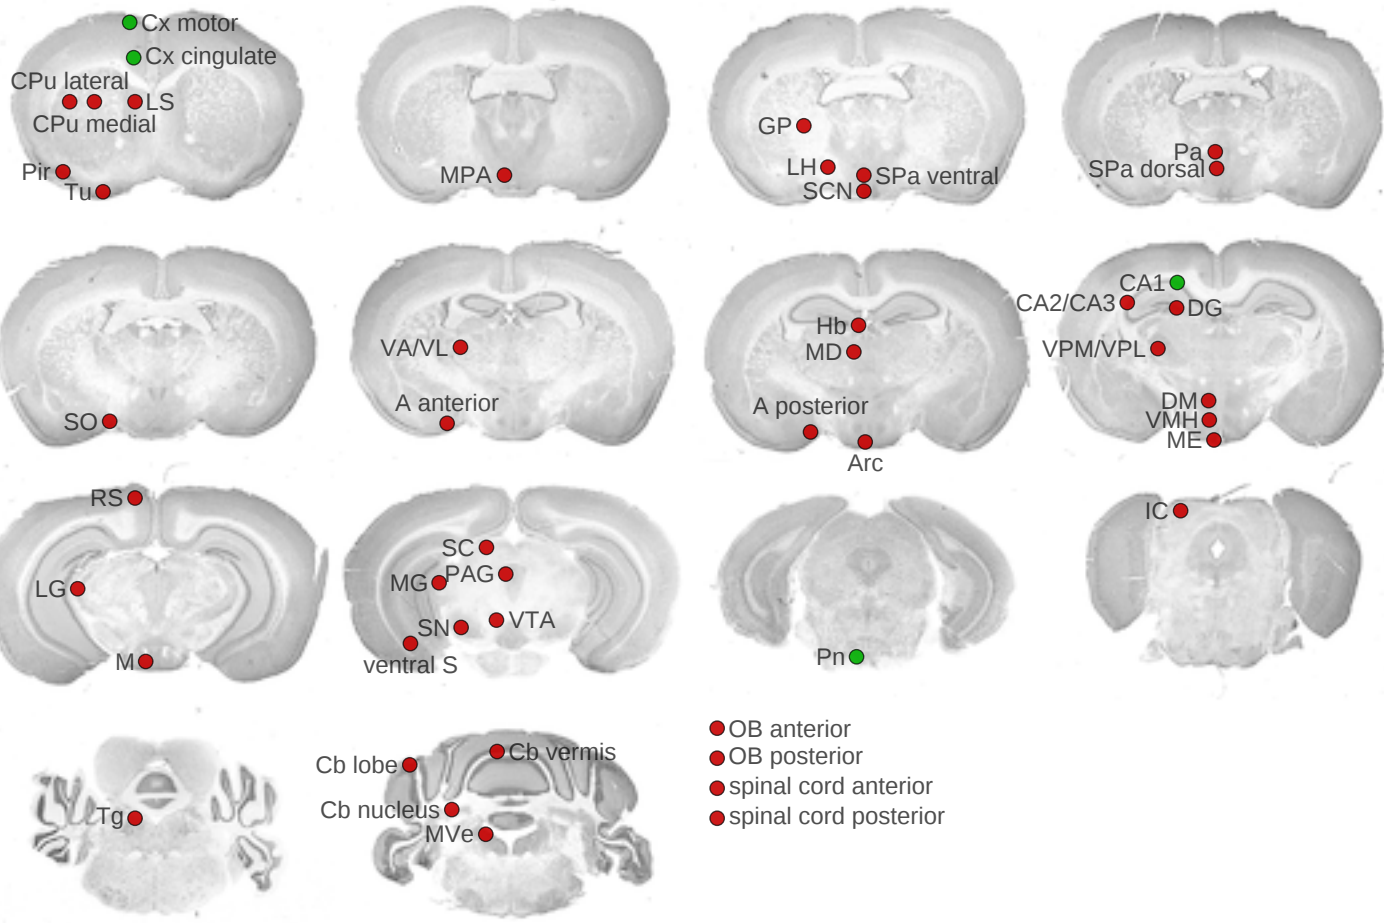 Cx motor
Cx cingulate
CPu lateral
LS
CPu medial
Pir
Tu
MPA
GP
LH
SPa ventral
SCN
Pa
SPa dorsal
SO
VA/VL
A anterior
Hb
MD
A posterior
Arc
CA1
CA2/CA3
DG
VPM/VPL
DM
VMH
ME
RS
LG
M
SC
MG
PAG
SN
VTA
ventral S
Pn
IC
Tg
Cb vermis
Cb lobe
Cb nucleus
MVe
OB anterior
OB posterior
spinal cord anterior
spinal cord posterior